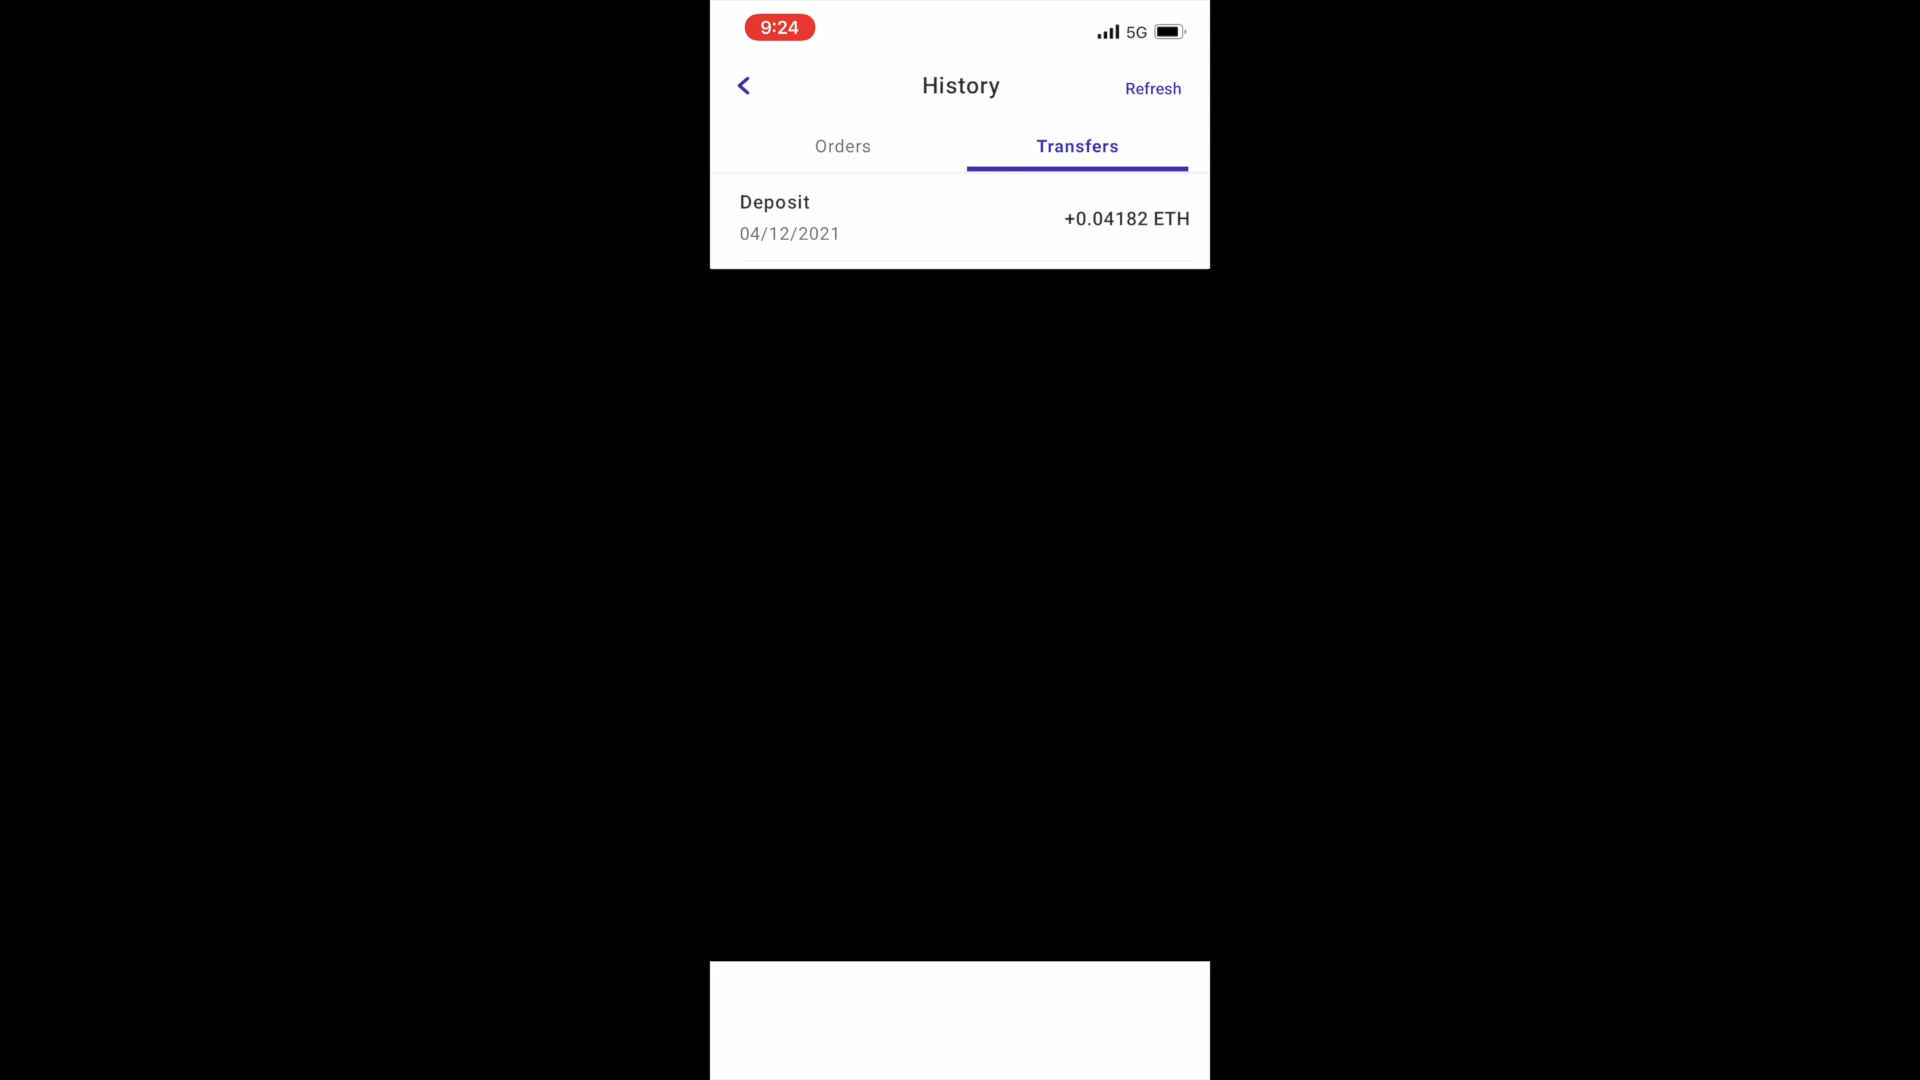 9:24
5G
History
Refresh
Orders
Transfers
Deposit
+0.04182 ETH
04/12/2021